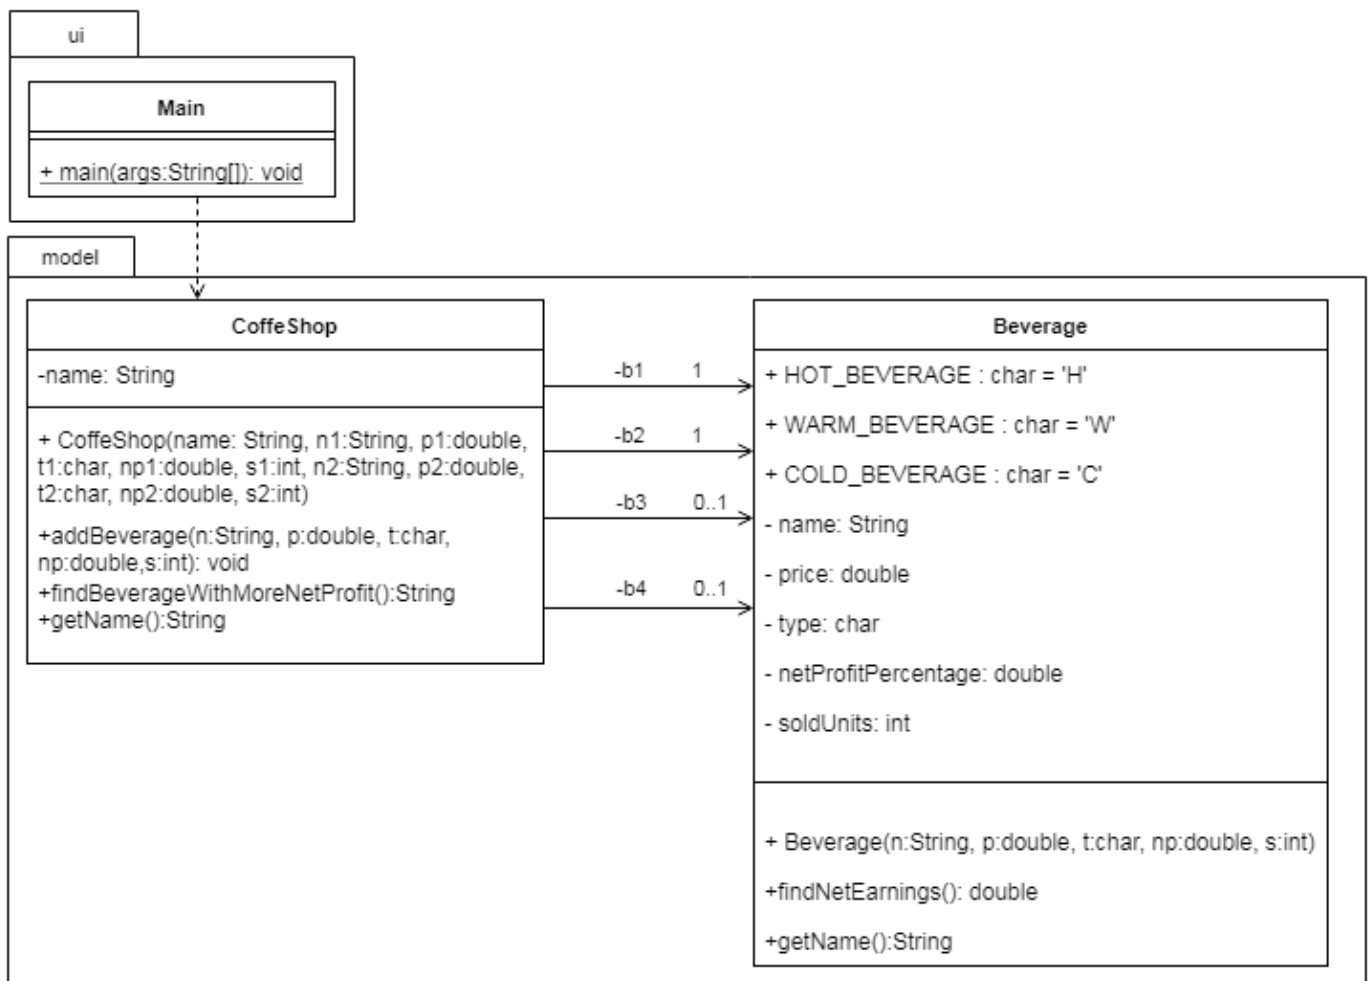 ui
Main
+ main(args:String[]): void
model
CoffeShop
-name: String
+ CoffeShop(name: String, n1:String, p1:double,
t1:char, np1:double, s1:int, n2:String, p2:double,
t2:char, np2:double, s2:int)
+addBeverage(n:String, p:double, t:char,
np:double,s:int): void
+findBeverageWithMoreNetProfit():String
+getName():String
-b1 1
-b2 1
-b3 0..1
-b4 0..1
Beverage
+ HOT_BEVERAGE : char = 'H'
+ WARM_BEVERAGE : char = 'W'
+ COLD_BEVERAGE : char = 'C'
- name: String
- price: double
- type: char
- netProfitPercentage: double
- soldUnits: int
+ Beverage(n:String, p:double, t:char, np:double, s:int)
+findNetEarnings(): double
+getName():String